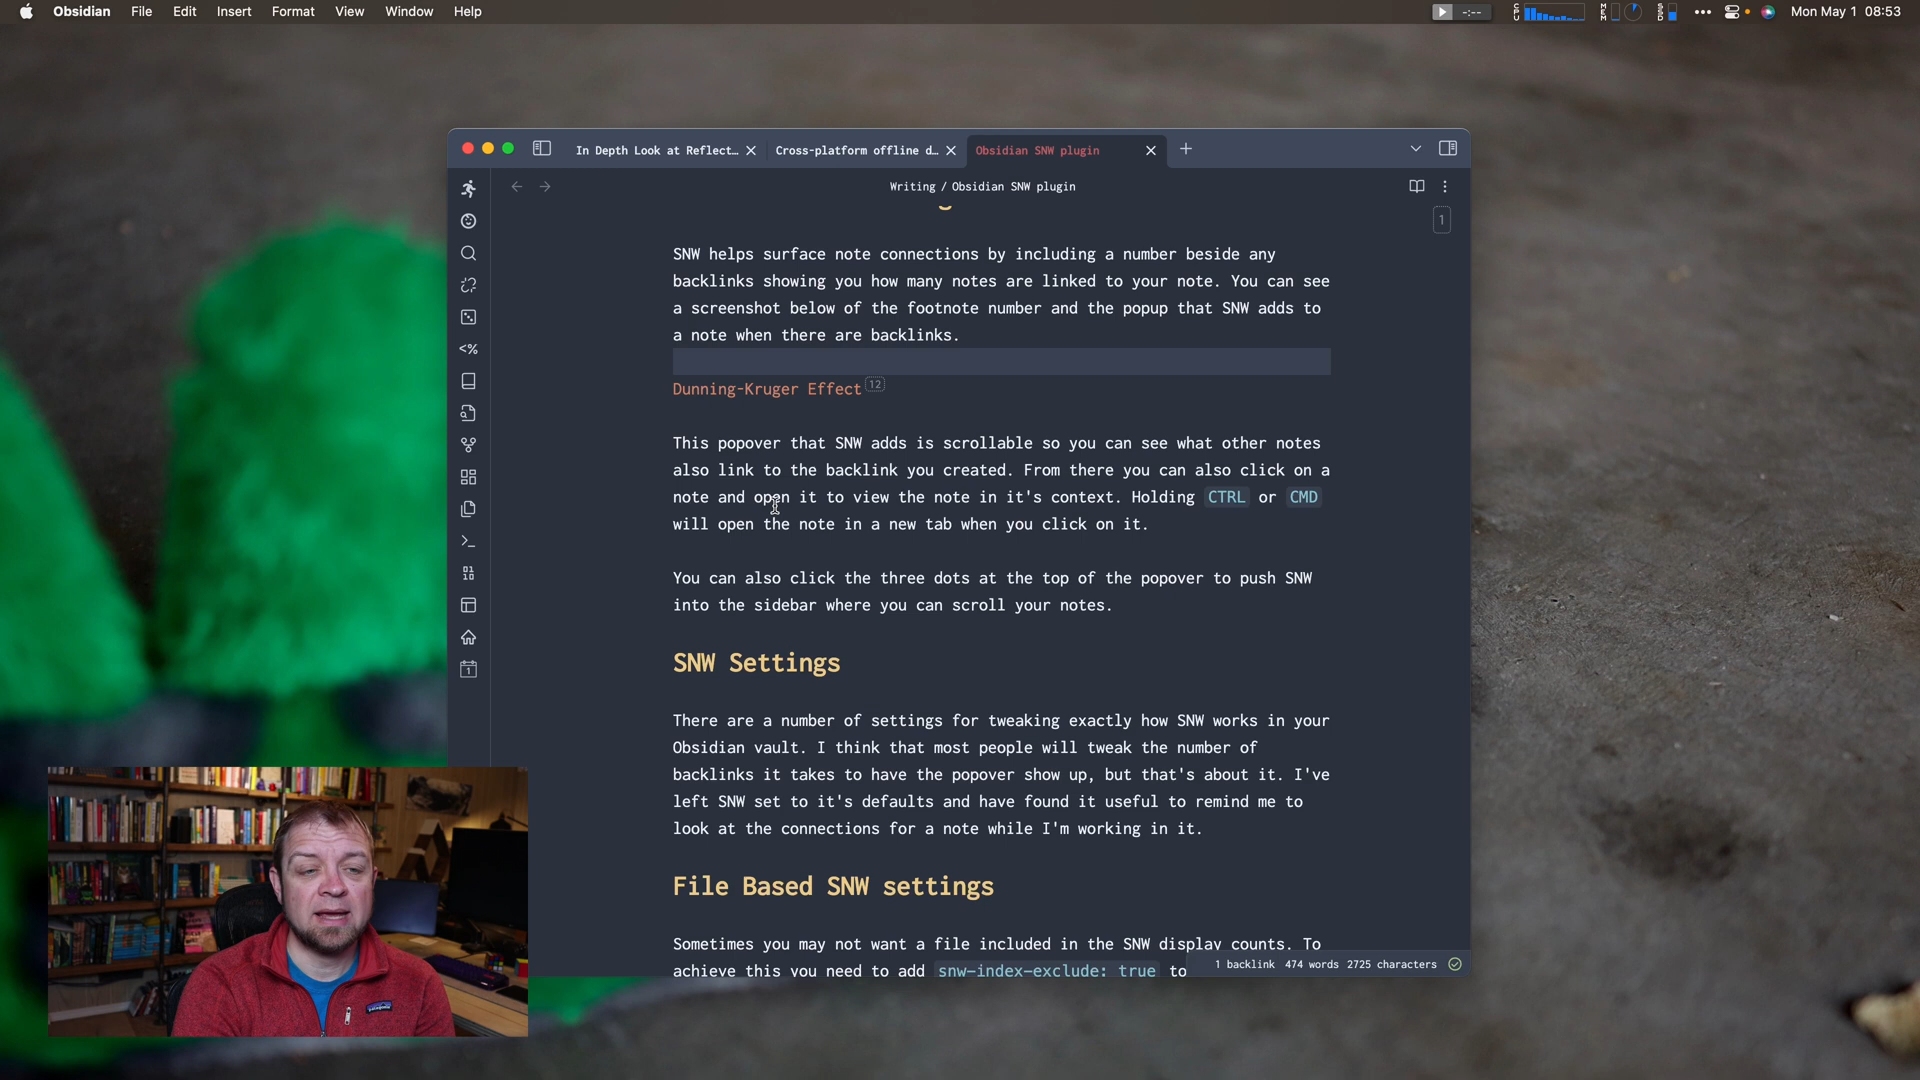 Obsidian File Edit Insert Format View Window Help
-:-- CPU MEM SSD Mon May 1 08:53
In Depth Look at Reflect… Cross-platform offline d… Obsidian SNW plugin
Writing / Obsidian SNW plugin
1
SNW helps surface note connections by including a number beside any
backlinks showing you how many notes are linked to your note. You can see
a screenshot below of the footnote number and the popup that SNW adds to
a note when there are backlinks.
Dunning-Kruger Effect 12
This popover that SNW adds is scrollable so you can see what other notes
also link to the backlink you created. From there you can also click on a
note and open it to view the note in it's context. Holding CTRL or CMD
will open the note in a new tab when you click on it.
You can also click the three dots at the top of the popover to push SNW
into the sidebar where you can scroll your notes.
SNW Settings
There are a number of settings for tweaking exactly how SNW works in your
Obsidian vault. I think that most people will tweak the number of
backlinks it takes to have the popover show up, but that's about it. I've
left SNW set to it's defaults and have found it useful to remind me to
look at the connections for a note while I'm working in it.
File Based SNW settings
Sometimes you may not want a file included in the SNW display counts. To
achieve this you need to add snw-index-exclude: true to
1 backlink 474 words 2725 characters
patagonia